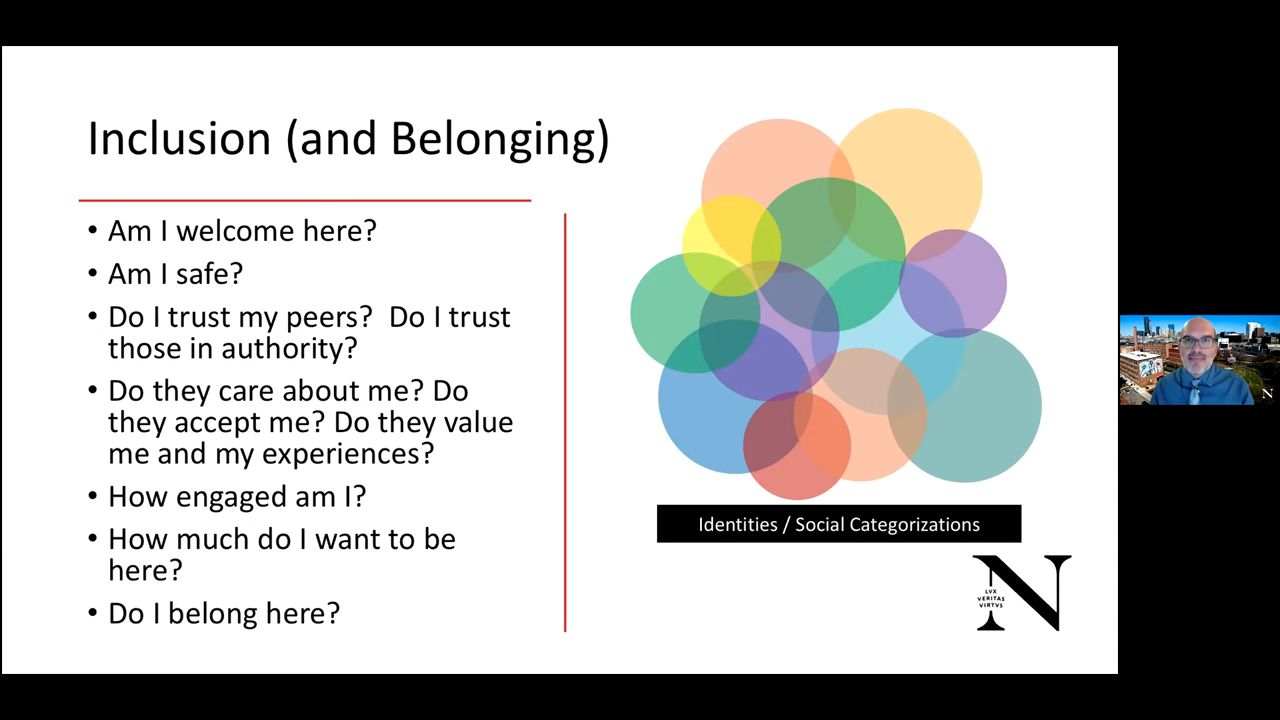 Inclusion (and Belonging)
• Am I welcome here?
• Am I safe?
• Do I trust my peers?  Do I trust
those in authority?
• Do they care about me? Do
they accept me? Do they value
me and my experiences?
• How engaged am I?
• How much do I want to be
here?
• Do I belong here?
Identities / Social Categorizations
N
LVX
VERITAS
VIRTVS
N